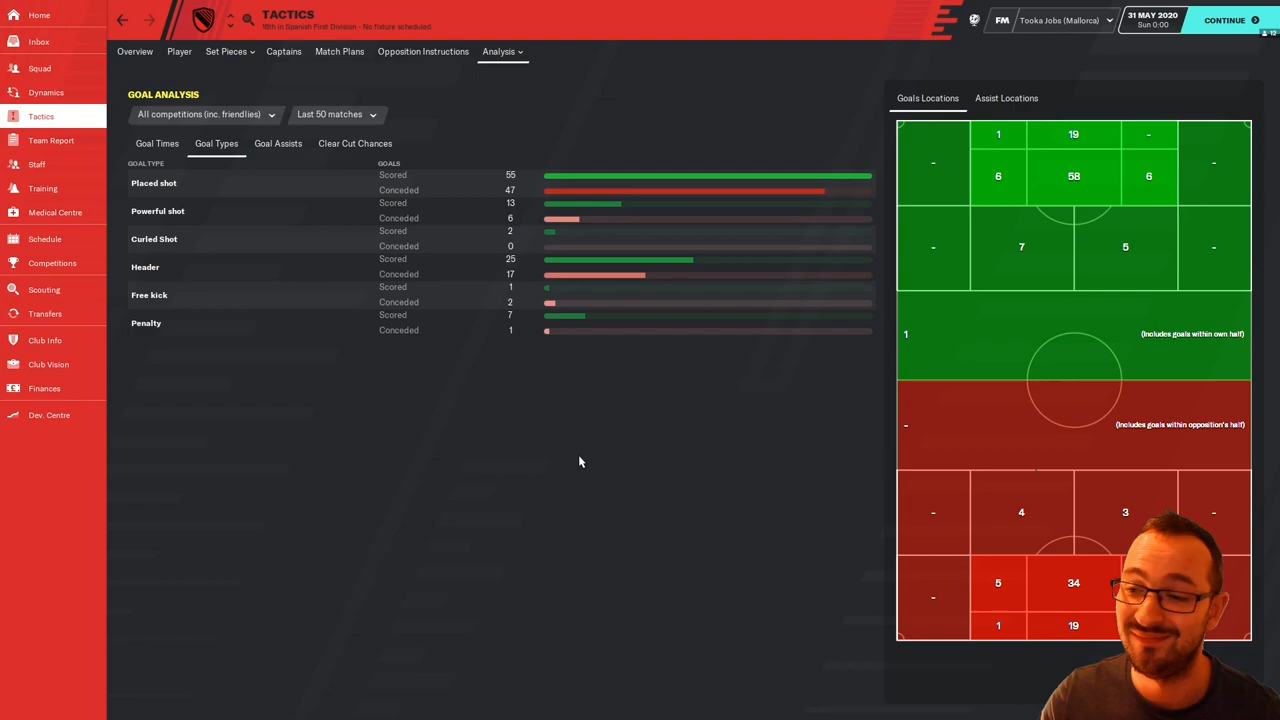 Home
Inbox
Squad
Dynamics
Tactics
Team Report
Staff
Training
Medical Centre
Schedule
Competitions
Scouting
Transfers
Club Info
Club Vision
Finances
Dev. Centre
TACTICS
18th in Spanish First Division - No fixture scheduled.
FM Tooka Jobs (Mallorca)
31 MAY 2020
Sun 0:00
CONTINUE
12
Overview Player Set Pieces Captains Match Plans Opposition Instructions Analysis
GOAL ANALYSIS
All competitions (inc. friendlies) Last 50 matches
Goal Times Goal Types Goal Assists Clear Cut Chances
GOAL TYPE GOALS
Placed shot
Scored 55
Conceded 47
Powerful shot
Scored 13
Conceded 6
Curled Shot
Scored 2
Conceded 0
Header
Scored 25
Conceded 17
Free kick
Scored 1
Conceded 2
Penalty
Scored 7
Conceded 1
Goals Locations Assist Locations
1 19 -
- -
6 58 6
- 7 5 -
1 (Includes goals within own half)
- (Includes goals within opposition's half)
- 4 3 -
5 34
-
1 19